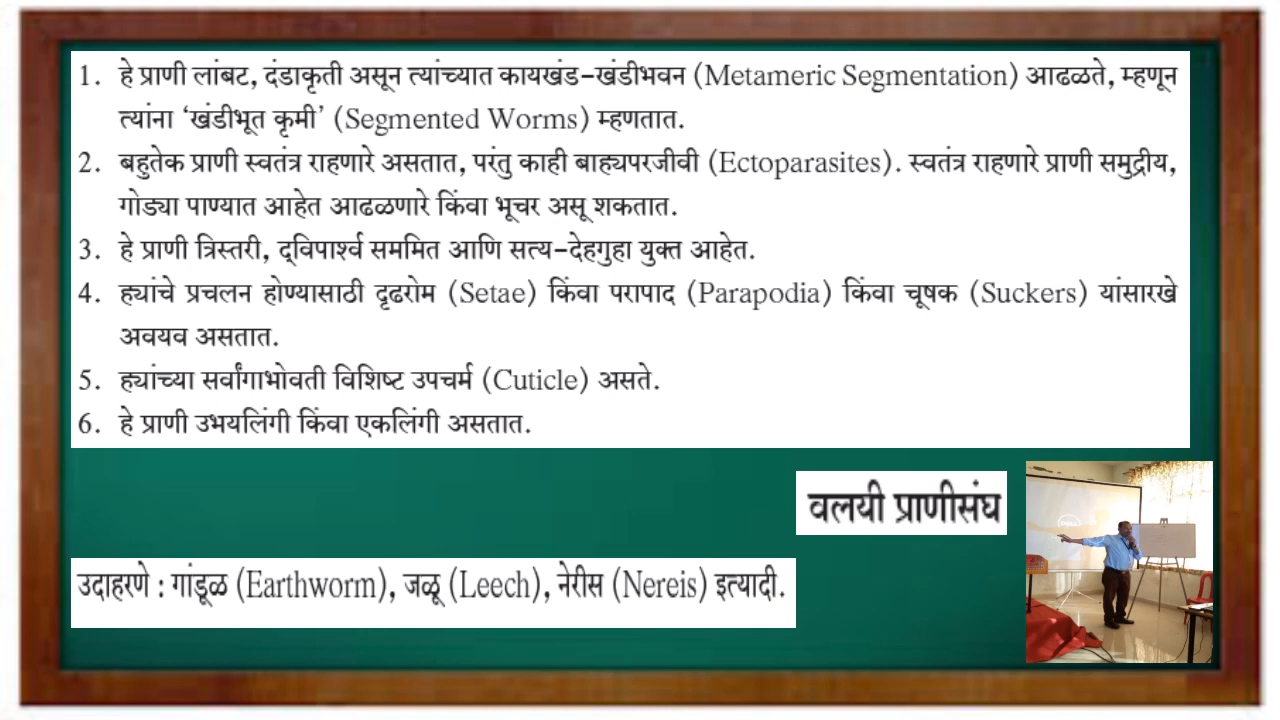 1. हे प्राणी लांबट, दंडाकृती असून त्यांच्यात कायखंड-खंडीभवन (Metameric Segmentation) आढळते, म्हणून
त्यांना ‘खंडीभूत कृमी’ (Segmented Worms) म्हणतात.
2. बहुतेक प्राणी स्वतंत्र राहणारे असतात, परंतु काही बाह्यपरजीवी (Ectoparasites). स्वतंत्र राहणारे प्राणी समुद्रीय,
गोड्या पाण्यात आहेत आढळणारे किंवा भूचर असू शकतात.
3. हे प्राणी त्रिस्तरी, द्‌विपार्श्व सममित आणि सत्य-देहगुहा युक्त आहेत.
4. ह्यांचे प्रचलन होण्यासाठी दृढरोम (Setae) किंवा परापाद (Parapodia) किंवा चूषक (Suckers) यांसारखे
अवयव असतात.
5. ह्यांच्या सर्वांगाभोवती विशिष्ट उपचर्म (Cuticle) असते.
6. हे प्राणी उभयलिंगी किंवा एकलिंगी असतात.
वलयी प्राणीसंघ
DELL
उदाहरणे : गांडूळ (Earthworm), जळू (Leech), नेरीस (Nereis) इत्यादी.